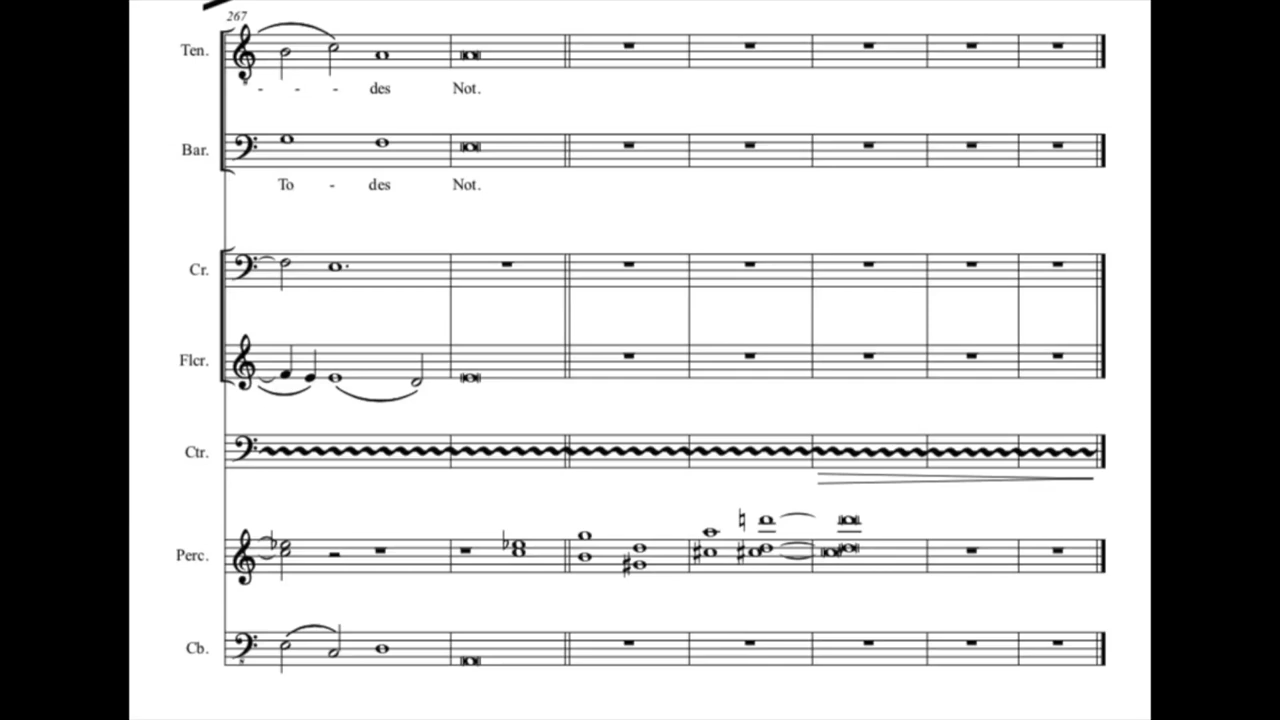 267
Ten.
- - - des Not.
Bar.
To - des Not.
Cr.
Flcr.
Ctr.
Perc.
Cb.